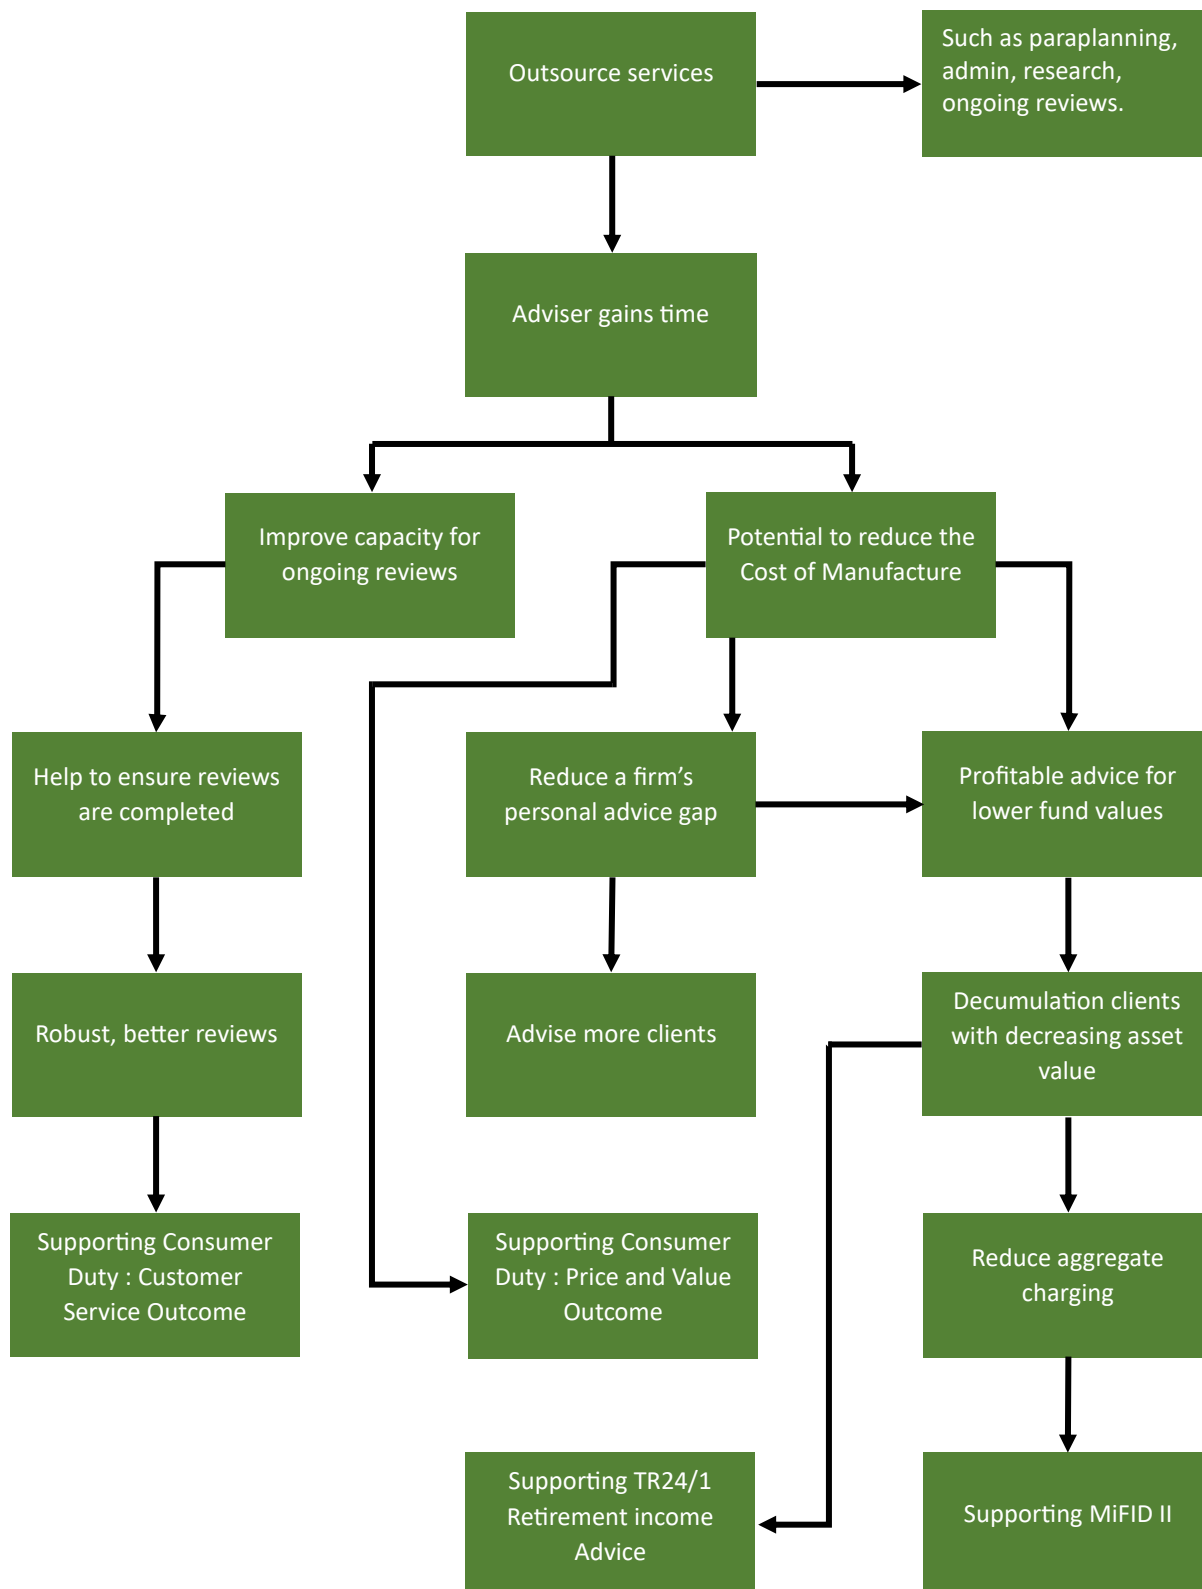 Outsource services
Such as paraplanning,
admin, research,
ongoing reviews.
Adviser gains time
Improve capacity for
ongoing reviews
Potential to reduce the
Cost of Manufacture
Help to ensure reviews
are completed
Reduce a firm’s
personal advice gap
Profitable advice for
lower fund values
Robust, better reviews
Advise more clients
Decumulation clients
with decreasing asset
value
Supporting Consumer
Duty : Customer
Service Outcome
Supporting Consumer
Duty : Price and Value
Outcome
Reduce aggregate
charging
Supporting TR24/1
Retirement income
Advice
Supporting MiFID II